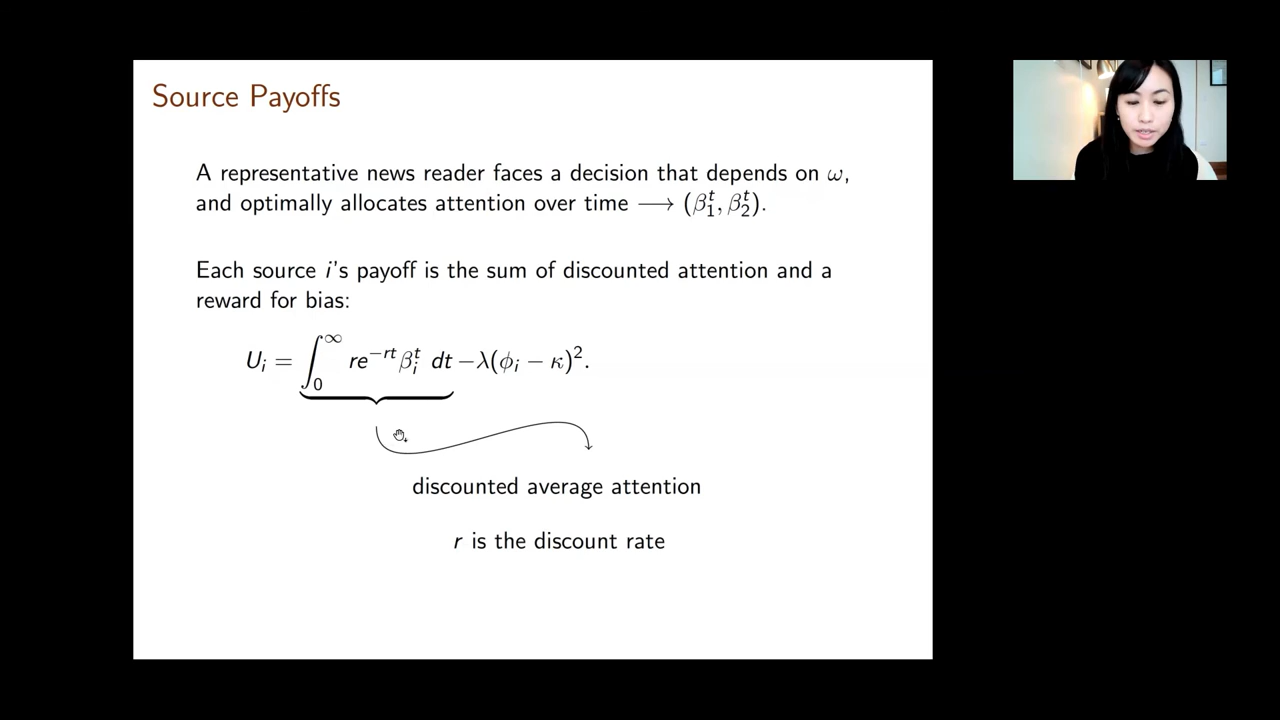 Source Payoffs
A representative news reader faces a decision that depends on ω,
and optimally allocates attention over time ⟶ (β₁ᵗ, β₂ᵗ).
Each source i's payoff is the sum of discounted attention and a
reward for bias:
Uᵢ = ∫₀^∞ re^{−rt} βᵢᵗ dt −λ(ϕᵢ − κ)².
discounted average attention
r is the discount rate